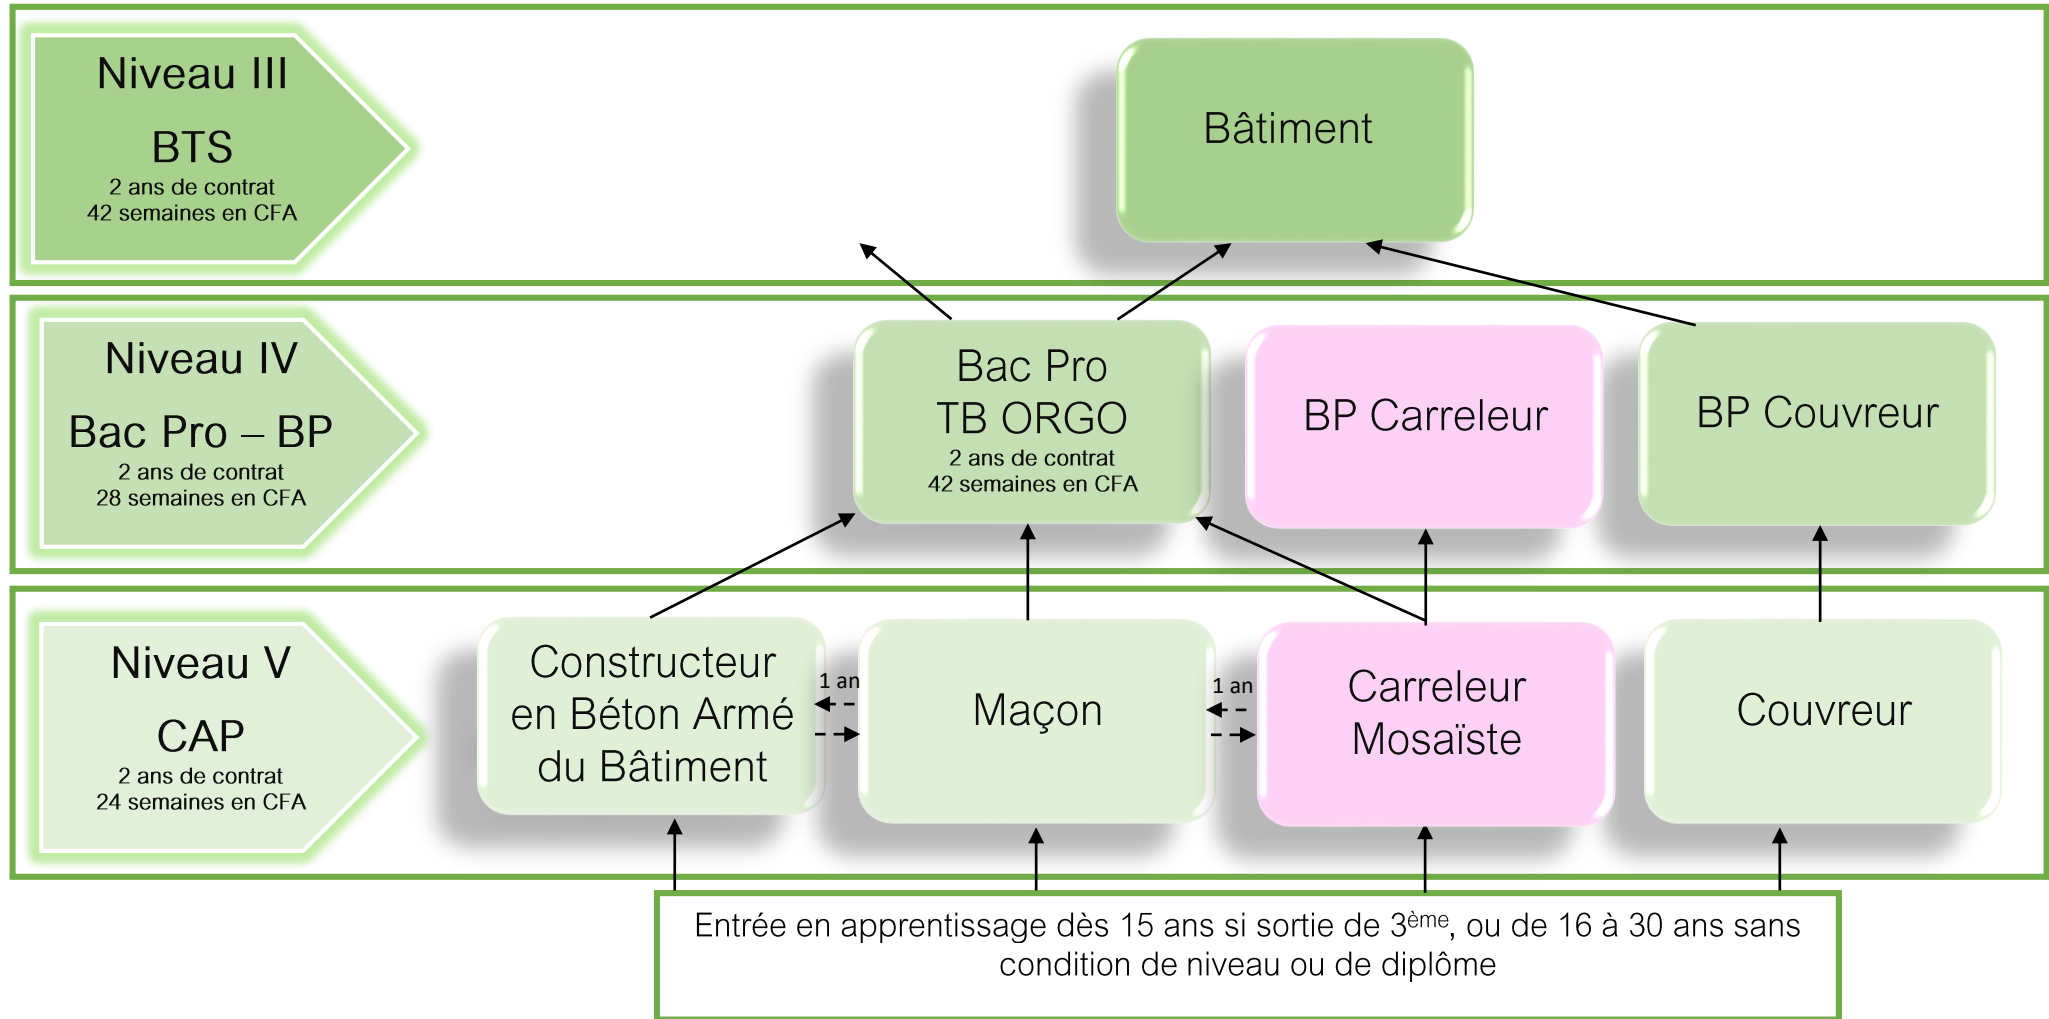 Niveau III
BTS
2 ans de contrat
42 semaines en CFA
Bâtiment
Niveau IV
Bac Pro – BP
2 ans de contrat
28 semaines en CFA
Bac Pro
TB ORGO
2 ans de contrat
42 semaines en CFA
BP Carreleur
BP Couvreur
Niveau V
CAP
2 ans de contrat
24 semaines en CFA
Constructeur
en Béton Armé
du Bâtiment
1 an
Maçon
1 an
Carreleur
Mosaïste
Couvreur
Entrée en apprentissage dès 15 ans si sortie de 3ème, ou de 16 à 30 ans sans
condition de niveau ou de diplôme